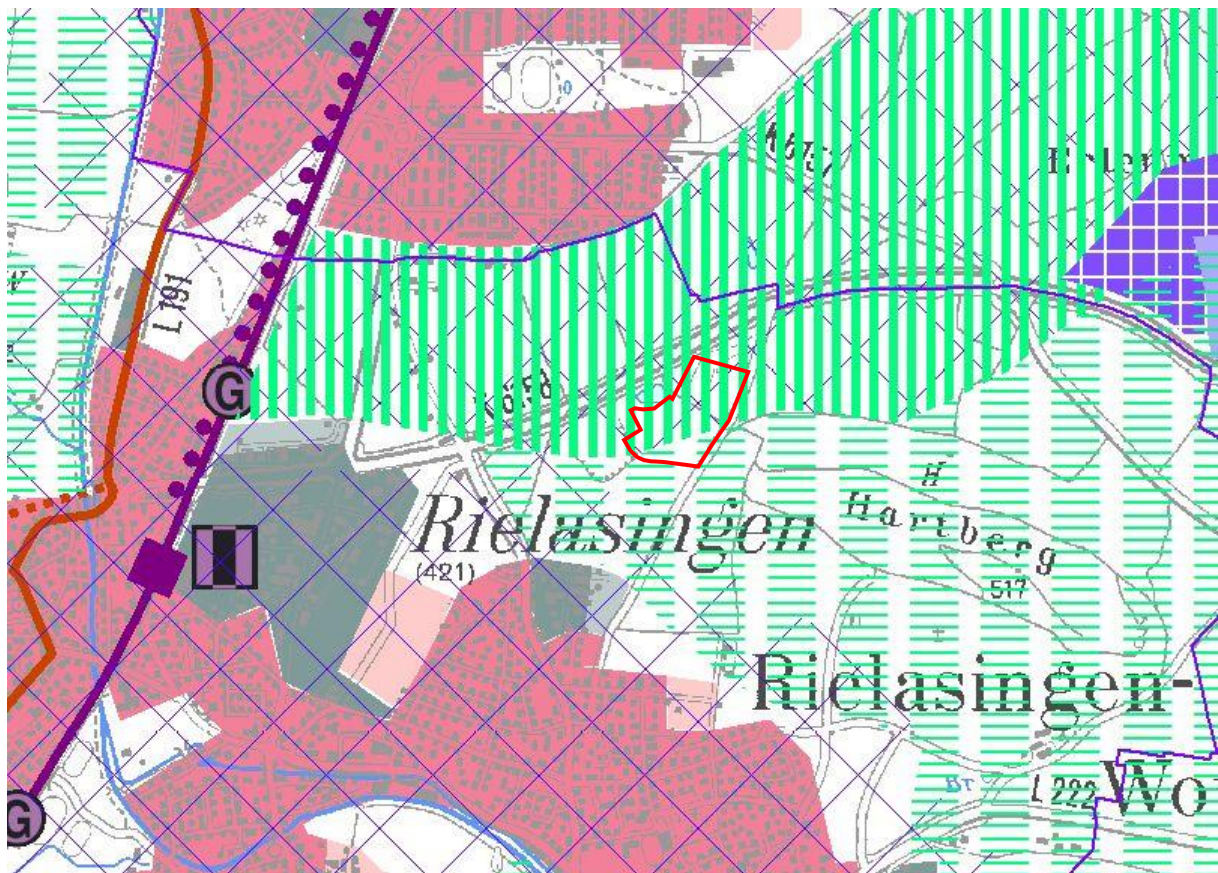 L 191
G
Rielasingen
(421)
H
Hartberg
517
Rielasingen-
L 222
Wo
G